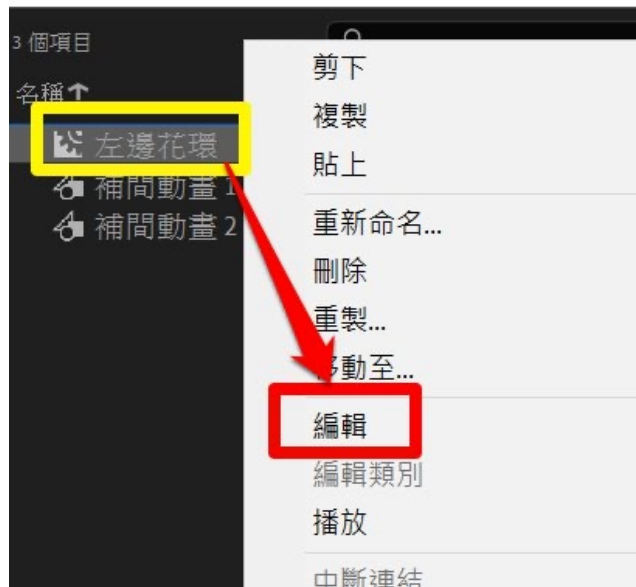 3 個項目
名稱↑
左邊花環
補間動畫 1
補間動畫 2
剪下
複製
貼上
重新命名...
刪除
重製...
移動至...
編輯
編輯類別
播放
中斷連結